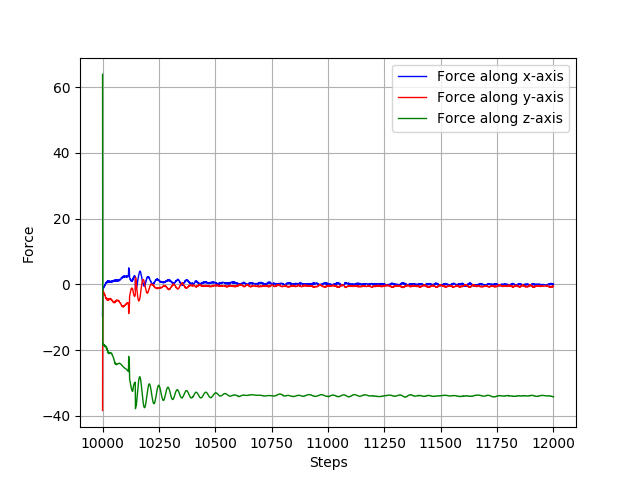 Force along x-axis
Force along y-axis
Force along z-axis
60
40
20
0
−20
−40
Force
10000 10250 10500 10750 11000 11250 11500 11750 12000
Steps